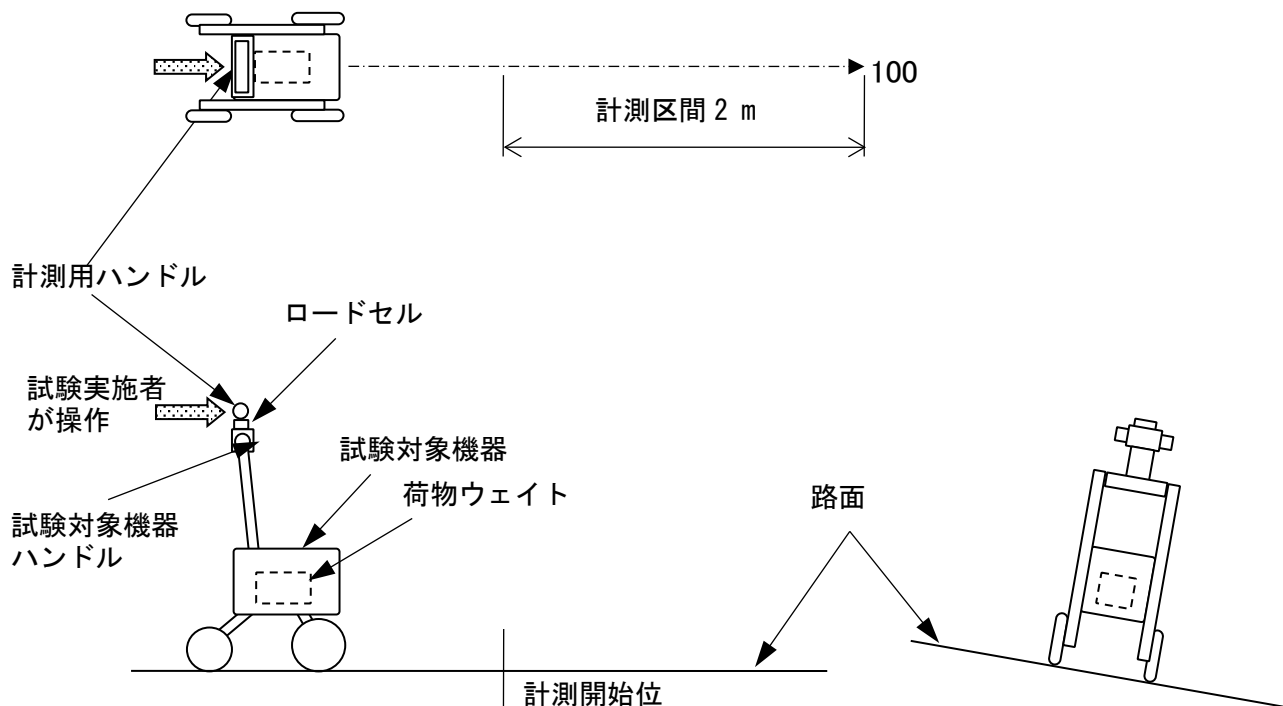 100
計測区間2 m
計測用ハンドル
ロードセル
試験実施者
が操作
試験対象機器
荷物ウェイト
路面
試験対象機器
ハンドル
計測開始位